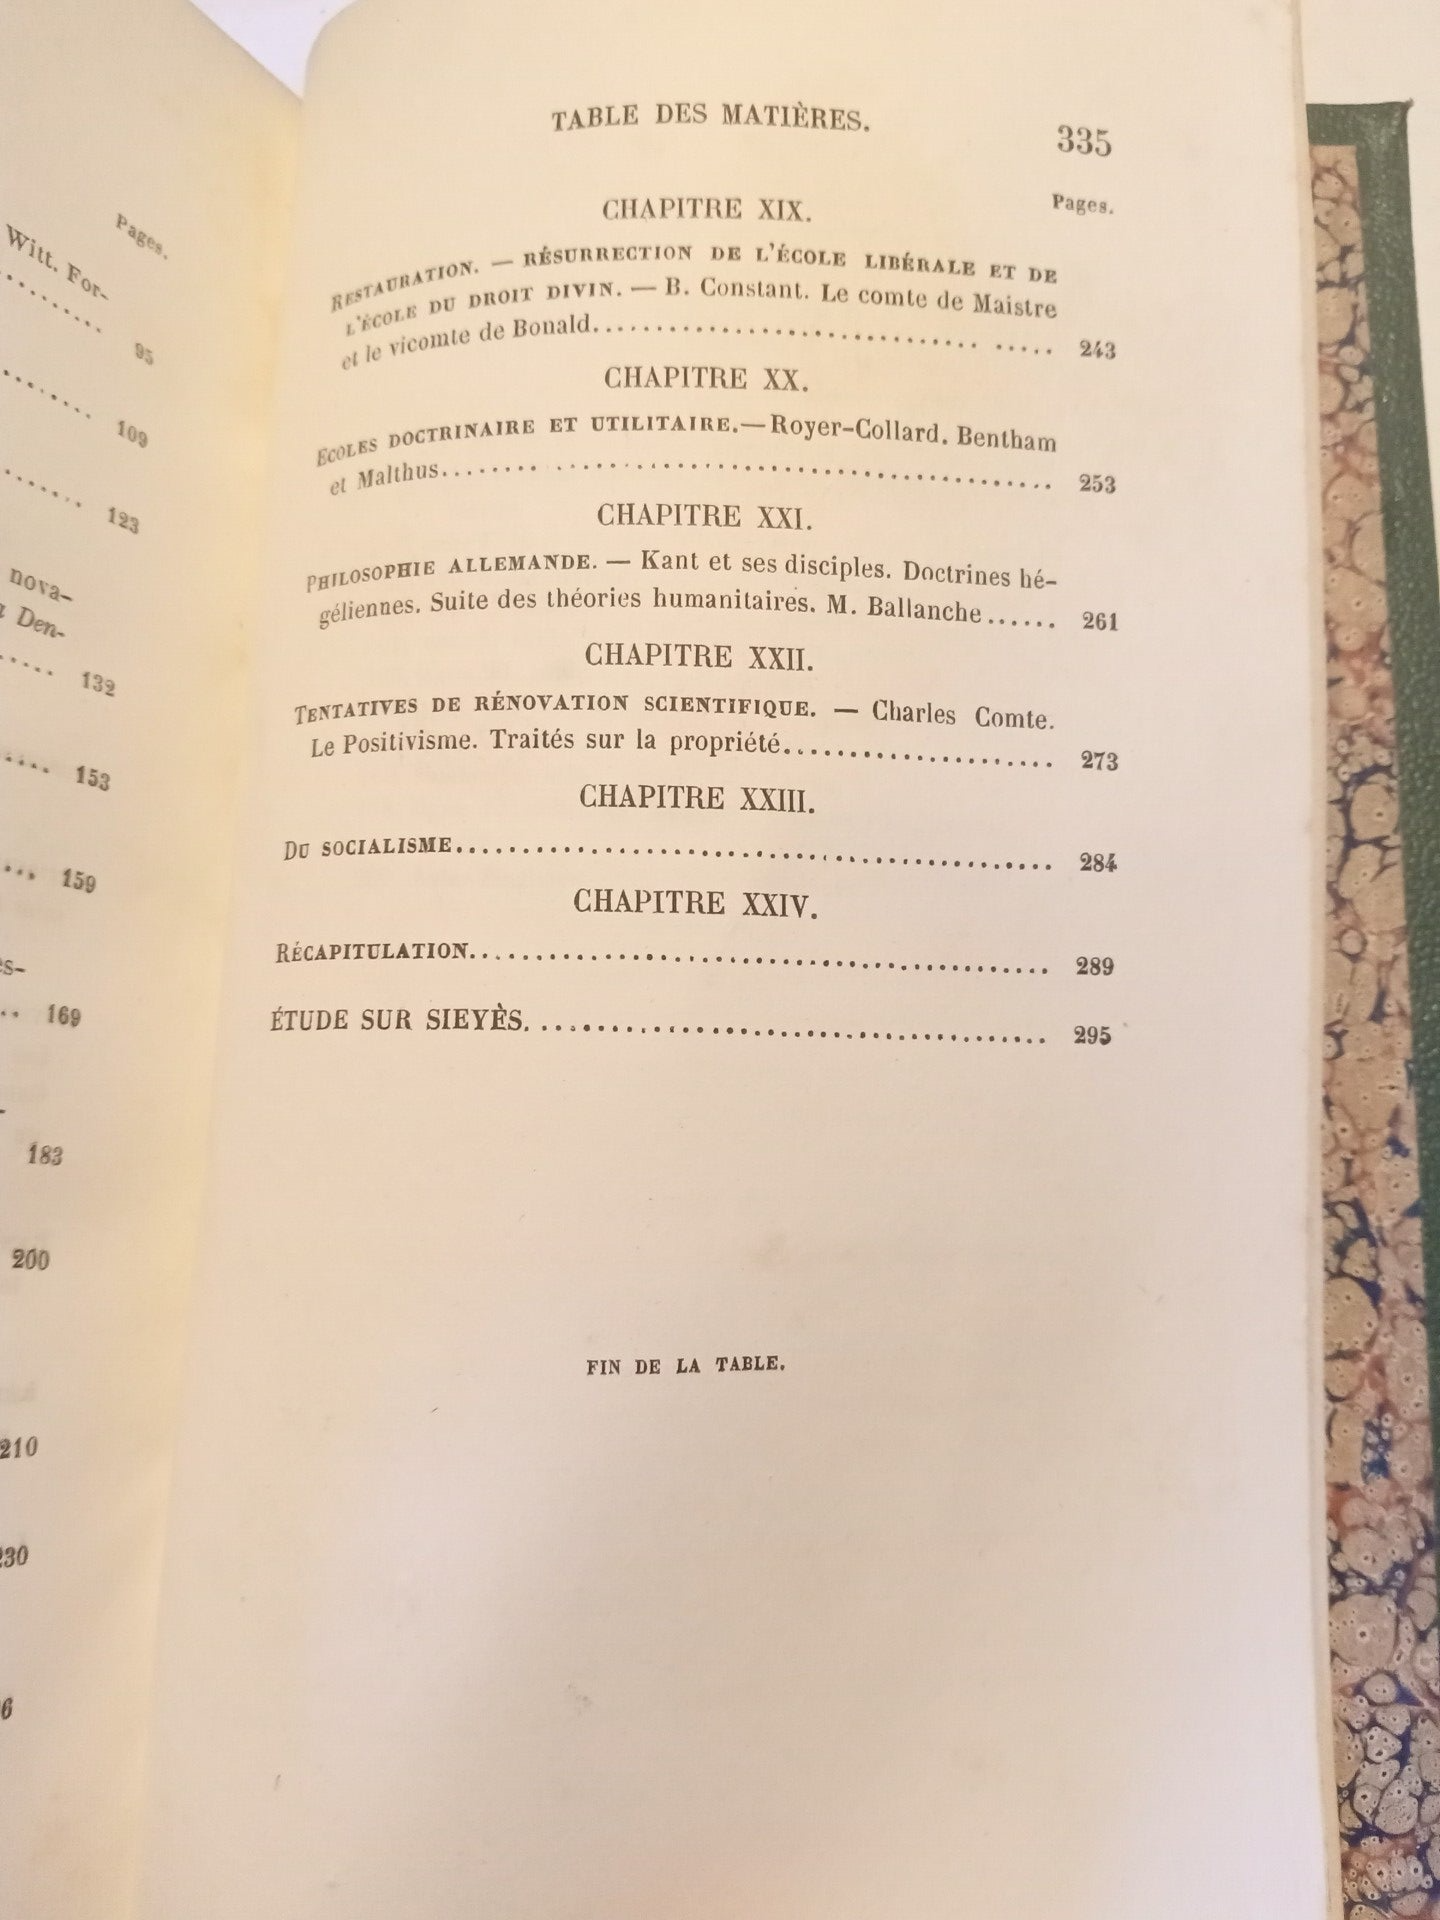 Pages.
Witt. For-
95
109
123
nova-
Den-
132
153
159
169
183
200
210
230
TABLE DES MATIÈRES.
335
Pages.
CHAPITRE XIX.
RESTAURATION. — RÉSURRECTION DE L'ÉCOLE LIBÉRALE ET DE
L'ÉCOLE DU DROIT DIVIN. — B. Constant. Le comte de Maistre
et le vicomte de Bonald.................................. ..... 243
CHAPITRE XX.
ECOLES DOCTRINAIRE ET UTILITAIRE.—Royer-Collard. Bentham
et Malthus........ ...................................... 253
CHAPITRE XXI.
PHILOSOPHIE ALLEMANDE. — Kant et ses disciples. Doctrines hé-
géliennes. Suite des théories humanitaires. M. Ballanche...... 261
CHAPITRE XXII.
TENTATIVES DE RÉNOVATION SCIENTIFIQUE. — Charles Comte.
Le Positivisme. Traités sur la propriété..................... 273
CHAPITRE XXIII.
DU SOCIALISME.............................................. 284
CHAPITRE XXIV.
RÉCAPITULATION............................................ 289
ÉTUDE SUR SIEYÈS. ...................................... 295
FIN DE LA TABLE.